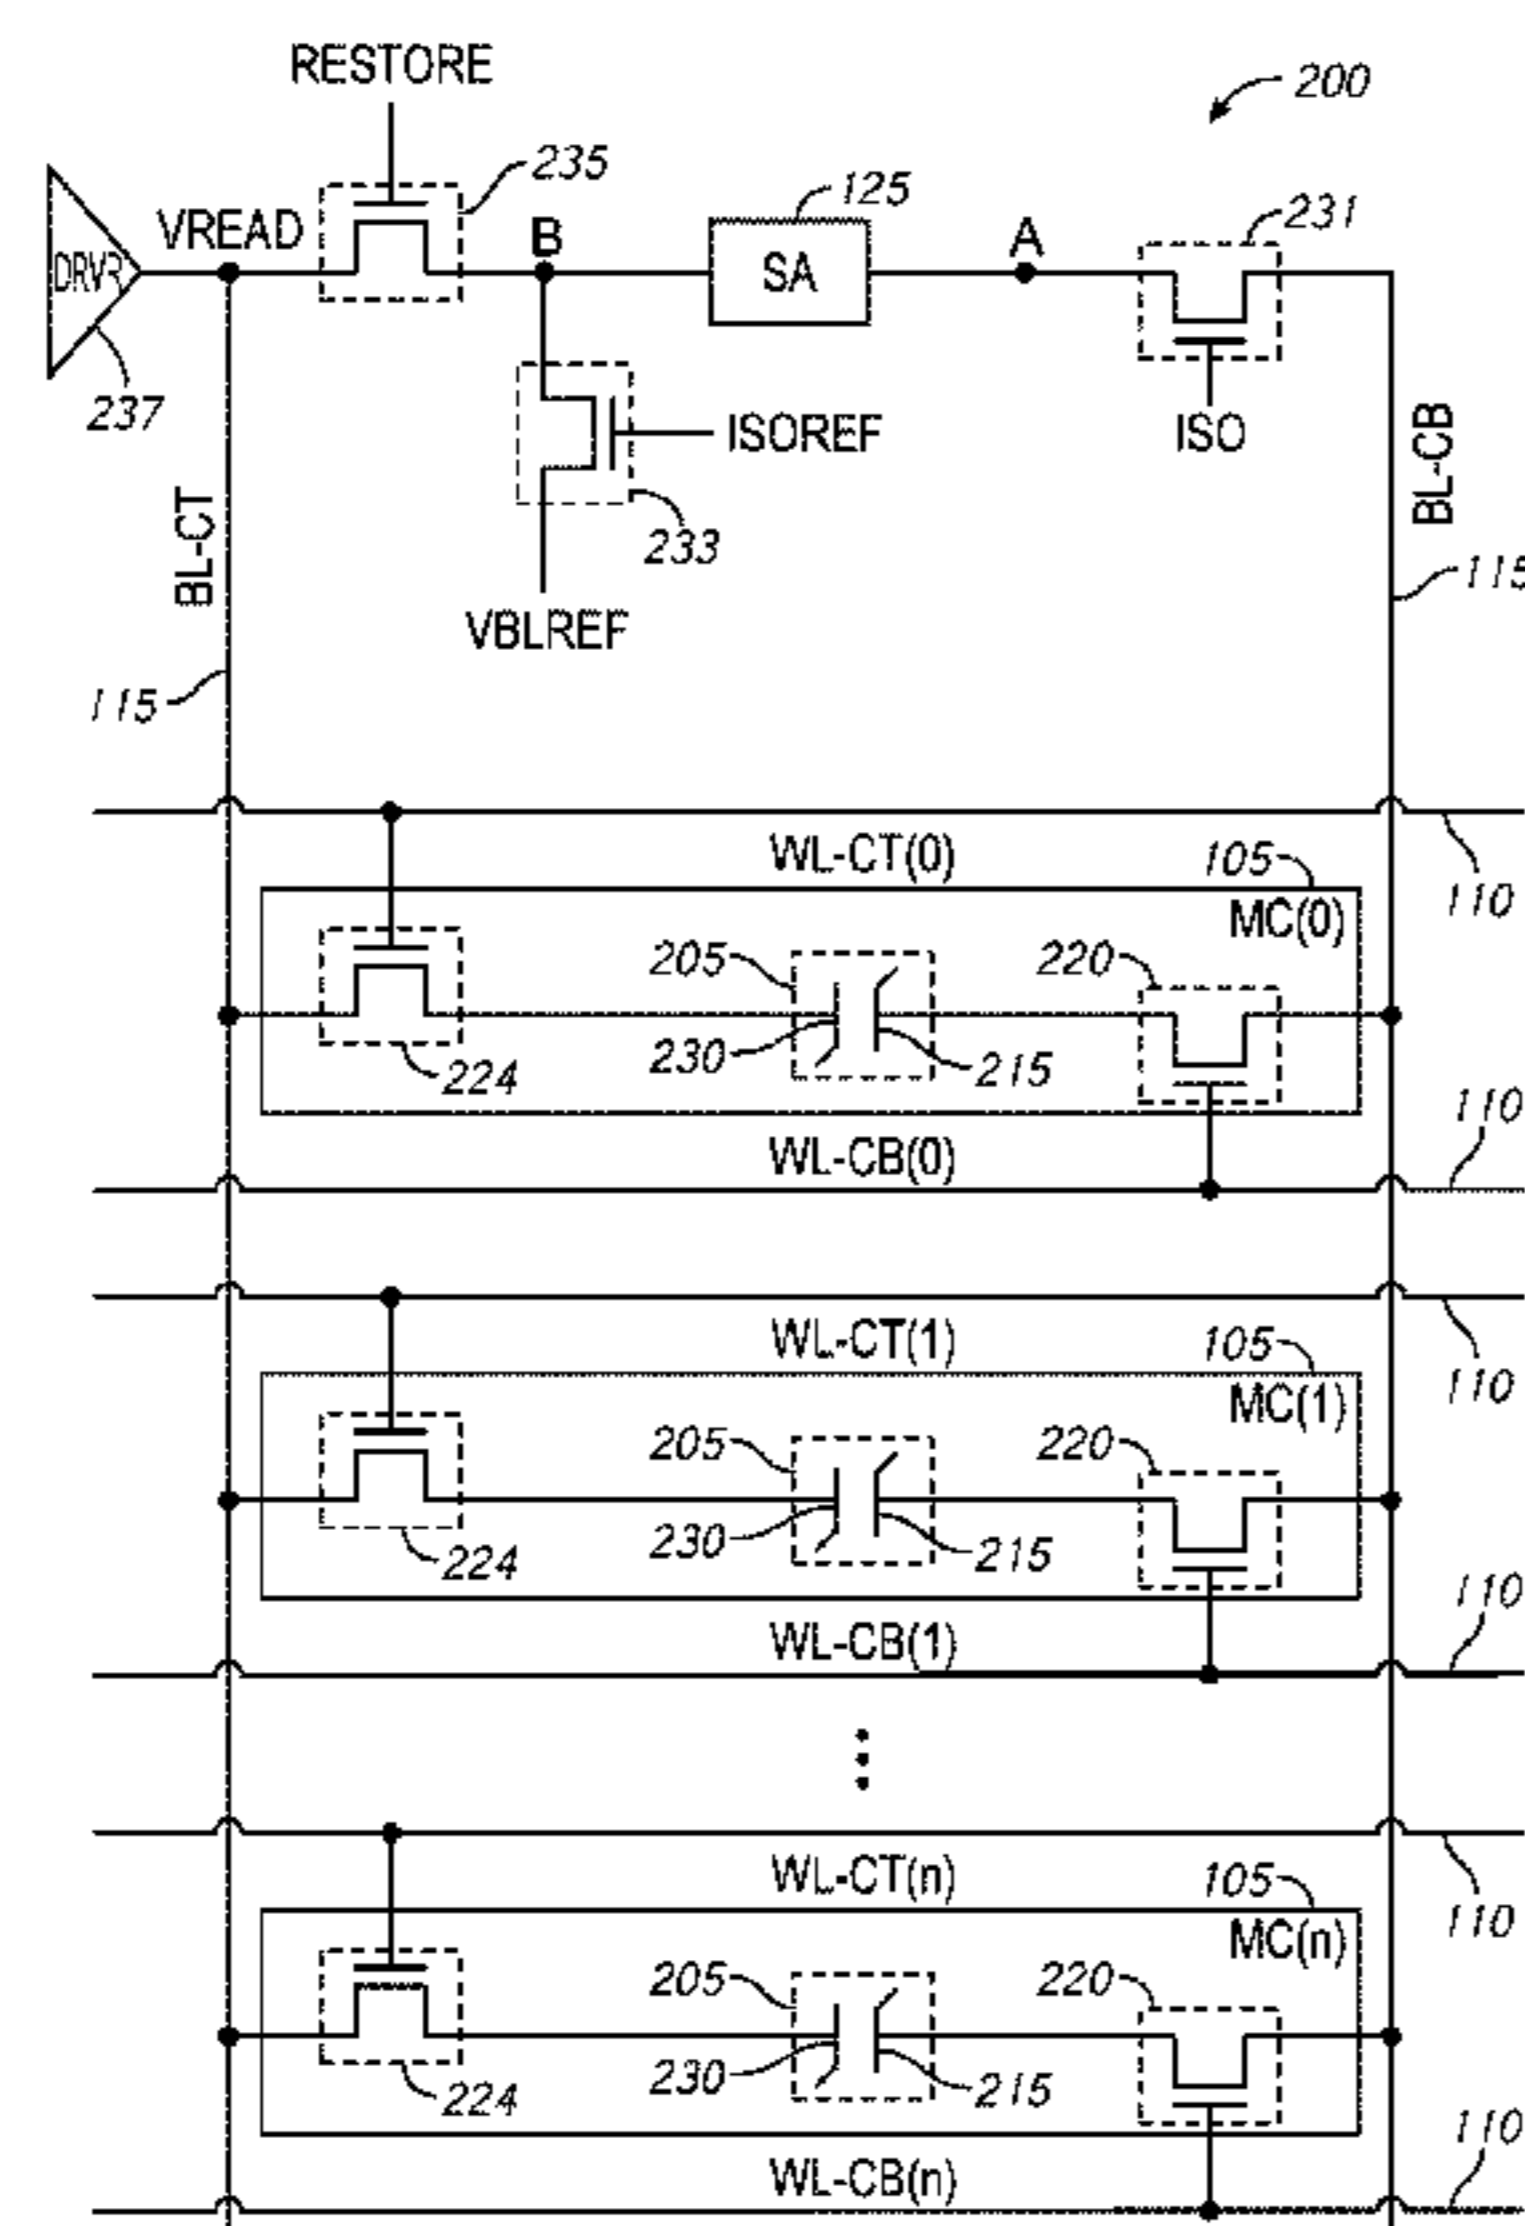 RESTORE
200
235
125
231
VREAD
B
A
DRVR
SA
237
ISOREF
ISO
BL-CT
BL-CB
233
115
VBLREF
115
WL-CT(0)
105
110
MC(0)
205
220
230
215
224
110
WL-CB(0)
WL-CT(1)
105
110
MC(1)
205
220
230
215
224
110
WL-CB(1)
WL-CT(n)
105
110
MC(n)
205
220
230
215
224
110
WL-CB(n)